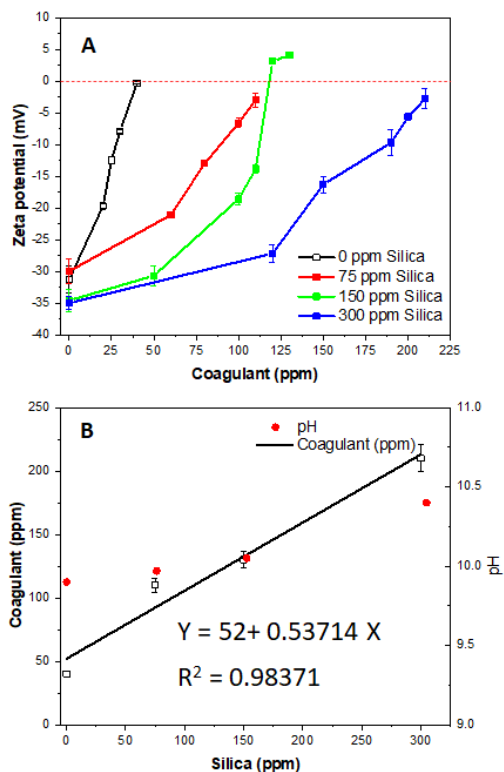 A
10
5
0
-5
-10
-15
-20
-25
-30
-35
-40
Zeta potential (mV)
0 ppm Silica
75 ppm Silica
150 ppm Silica
300 ppm Silica
0 25 50 75 100 125 150 175 200 225
Coagulant (ppm)
B
250
200
150
100
50
0
Coagulant (ppm)
pH
Coagulant (ppm)
11.0
10.5
10.0
9.5
9.0
pH
Y = 52+ 0.53714 X
R² = 0.98371
0 50 100 150 200 250 300
Silica (ppm)